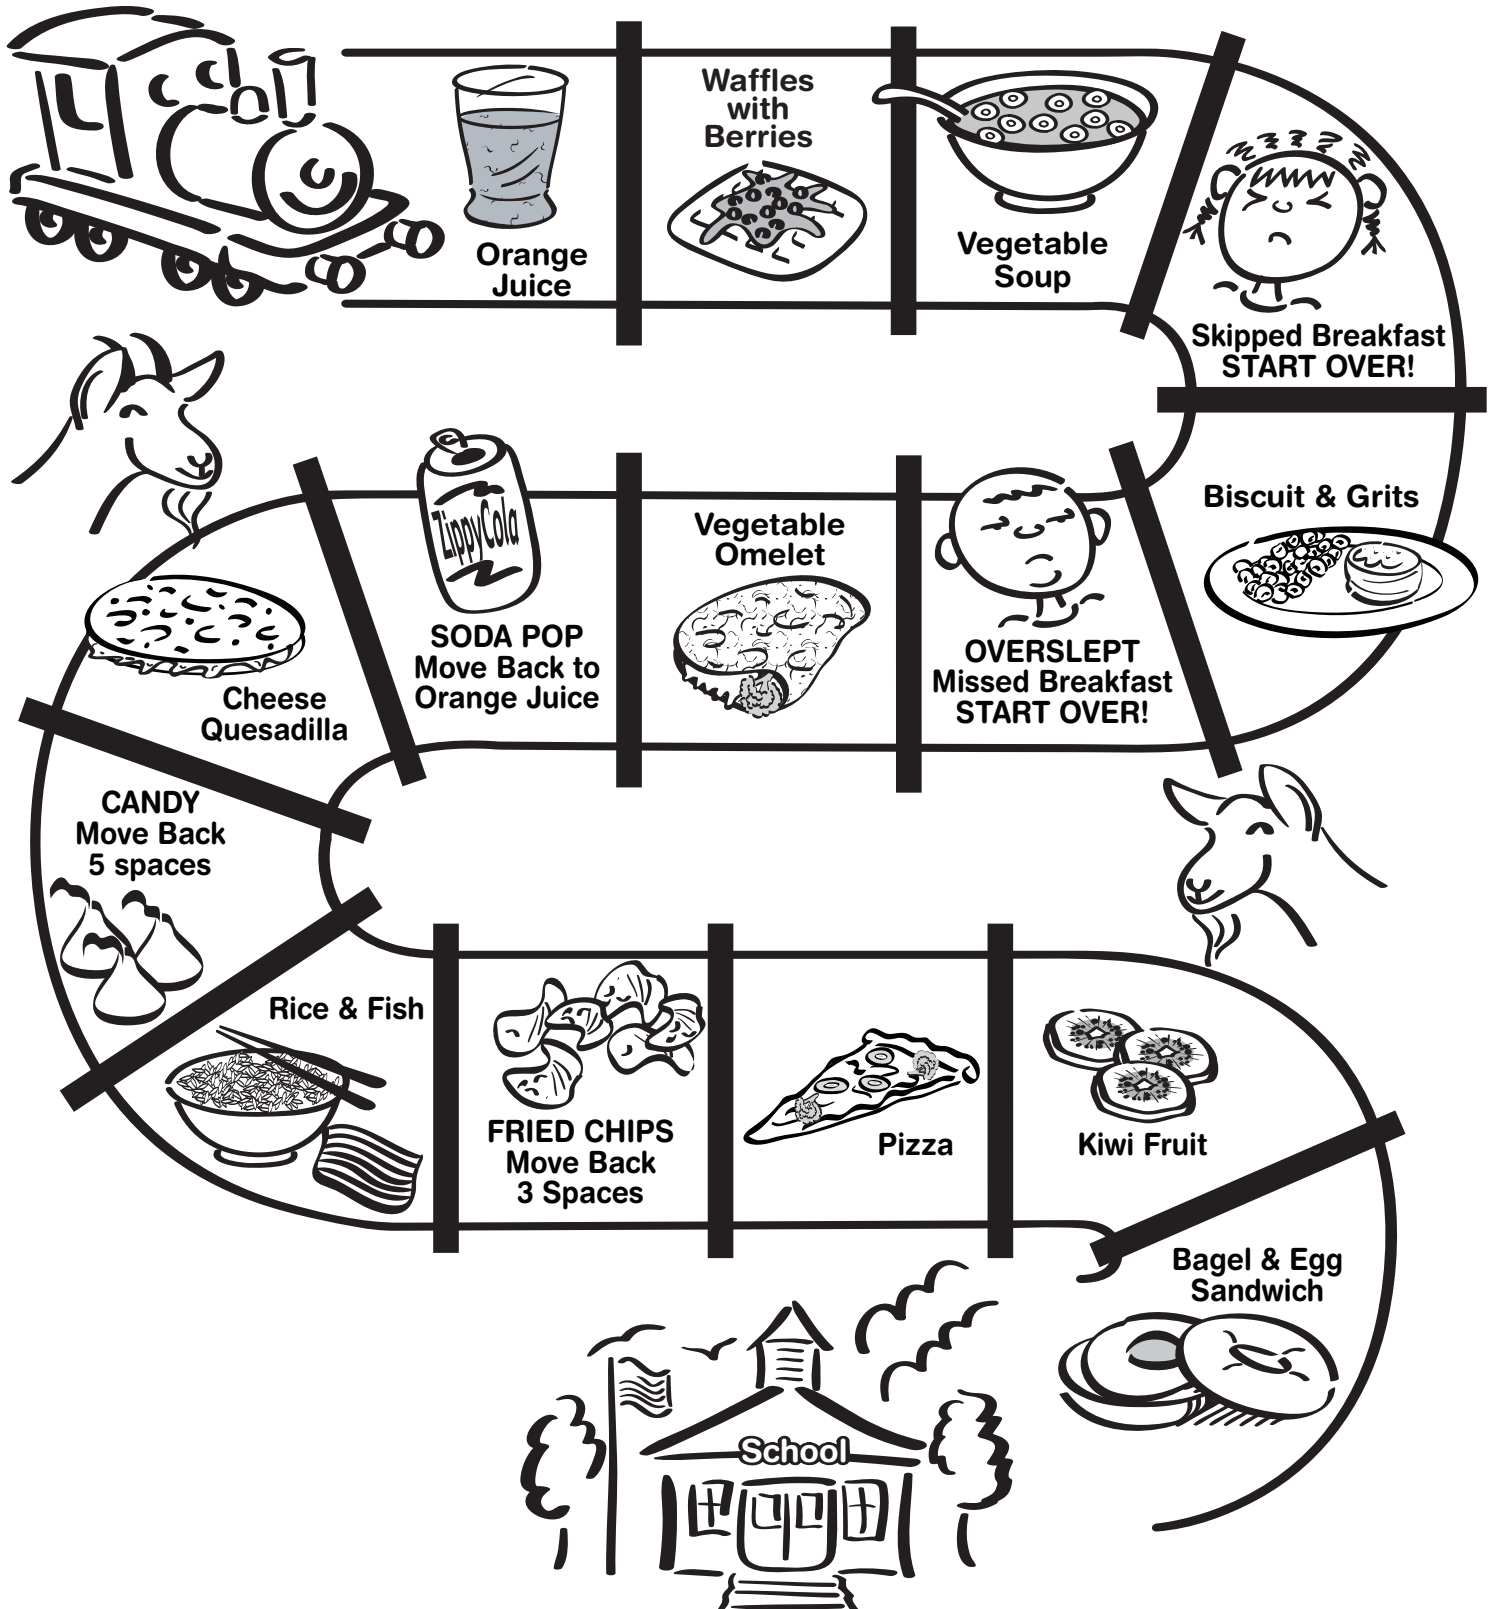 Orange
Juice
Waffles
with
Berries
Vegetable
Soup
Skipped Breakfast
START OVER!
Biscuit & Grits
OVERSLEPT
Missed Breakfast
START OVER!
Vegetable
Omelet
ZippyCola
SODA POP
Move Back to
Orange Juice
Cheese
Quesadilla
CANDY
Move Back
5 spaces
Rice & Fish
FRIED CHIPS
Move Back
3 Spaces
Pizza
Kiwi Fruit
Bagel & Egg
Sandwich
School